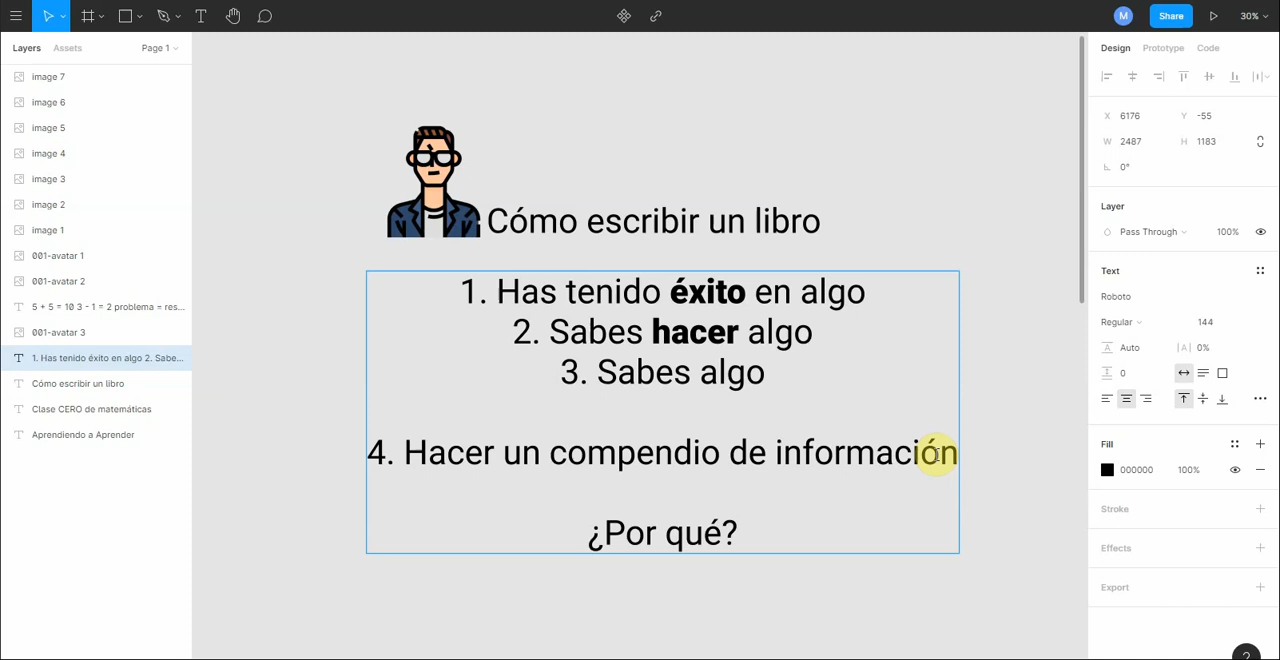 M
Share
30%
Layers
Assets
Page 1
Design
Prototype
Code
image 7
image 6
image 5
image 4
image 3
image 2
image 1
001-avatar 1
001-avatar 2
5 + 5 = 10 3 - 1 = 2 problema = res...
001-avatar 3
1. Has tenido éxito en algo 2. Sabe...
Cómo escribir un libro
Clase CERO de matemáticas
Aprendiendo a Aprender
Cómo escribir un libro
1. Has tenido éxito en algo
2. Sabes hacer algo
3. Sabes algo
4. Hacer un compendio de información
¿Por qué?
X 6176 Y -55
W 2487 H 1183
0°
Layer
Pass Through 100%
Text
Roboto
Regular 144
A Auto |A| 0%
0
Fill
000000 100%
Stroke
Effects
Export
?